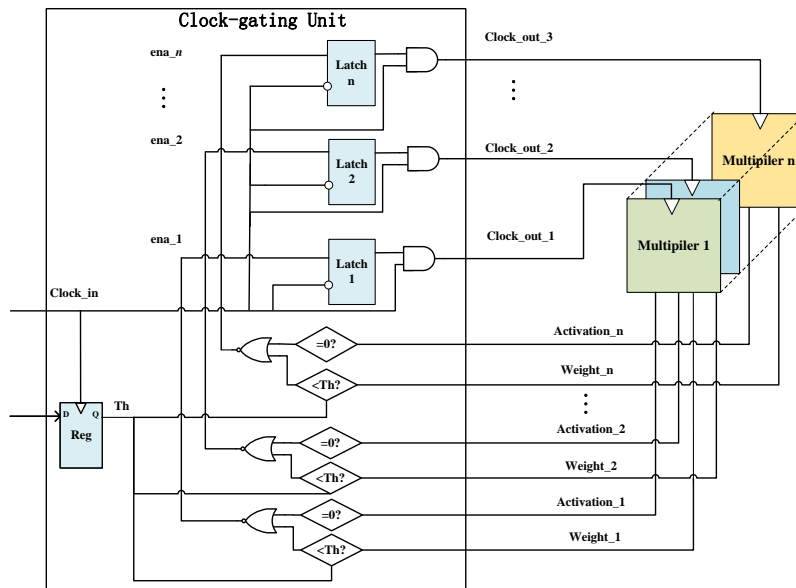 Clock-gating Unit
ena_n
Latch
n
Clock_out_3
ena_2
Latch
2
Clock_out_2
Multipiler n
ena_1
Latch
1
Clock_out_1
Multipiler 1
Clock_in
=0?
Activation_n
<Th?
Weight_n
D
Q
Th
Reg
=0?
Activation_2
<Th?
Weight_2
=0?
Activation_1
<Th?
Weight_1